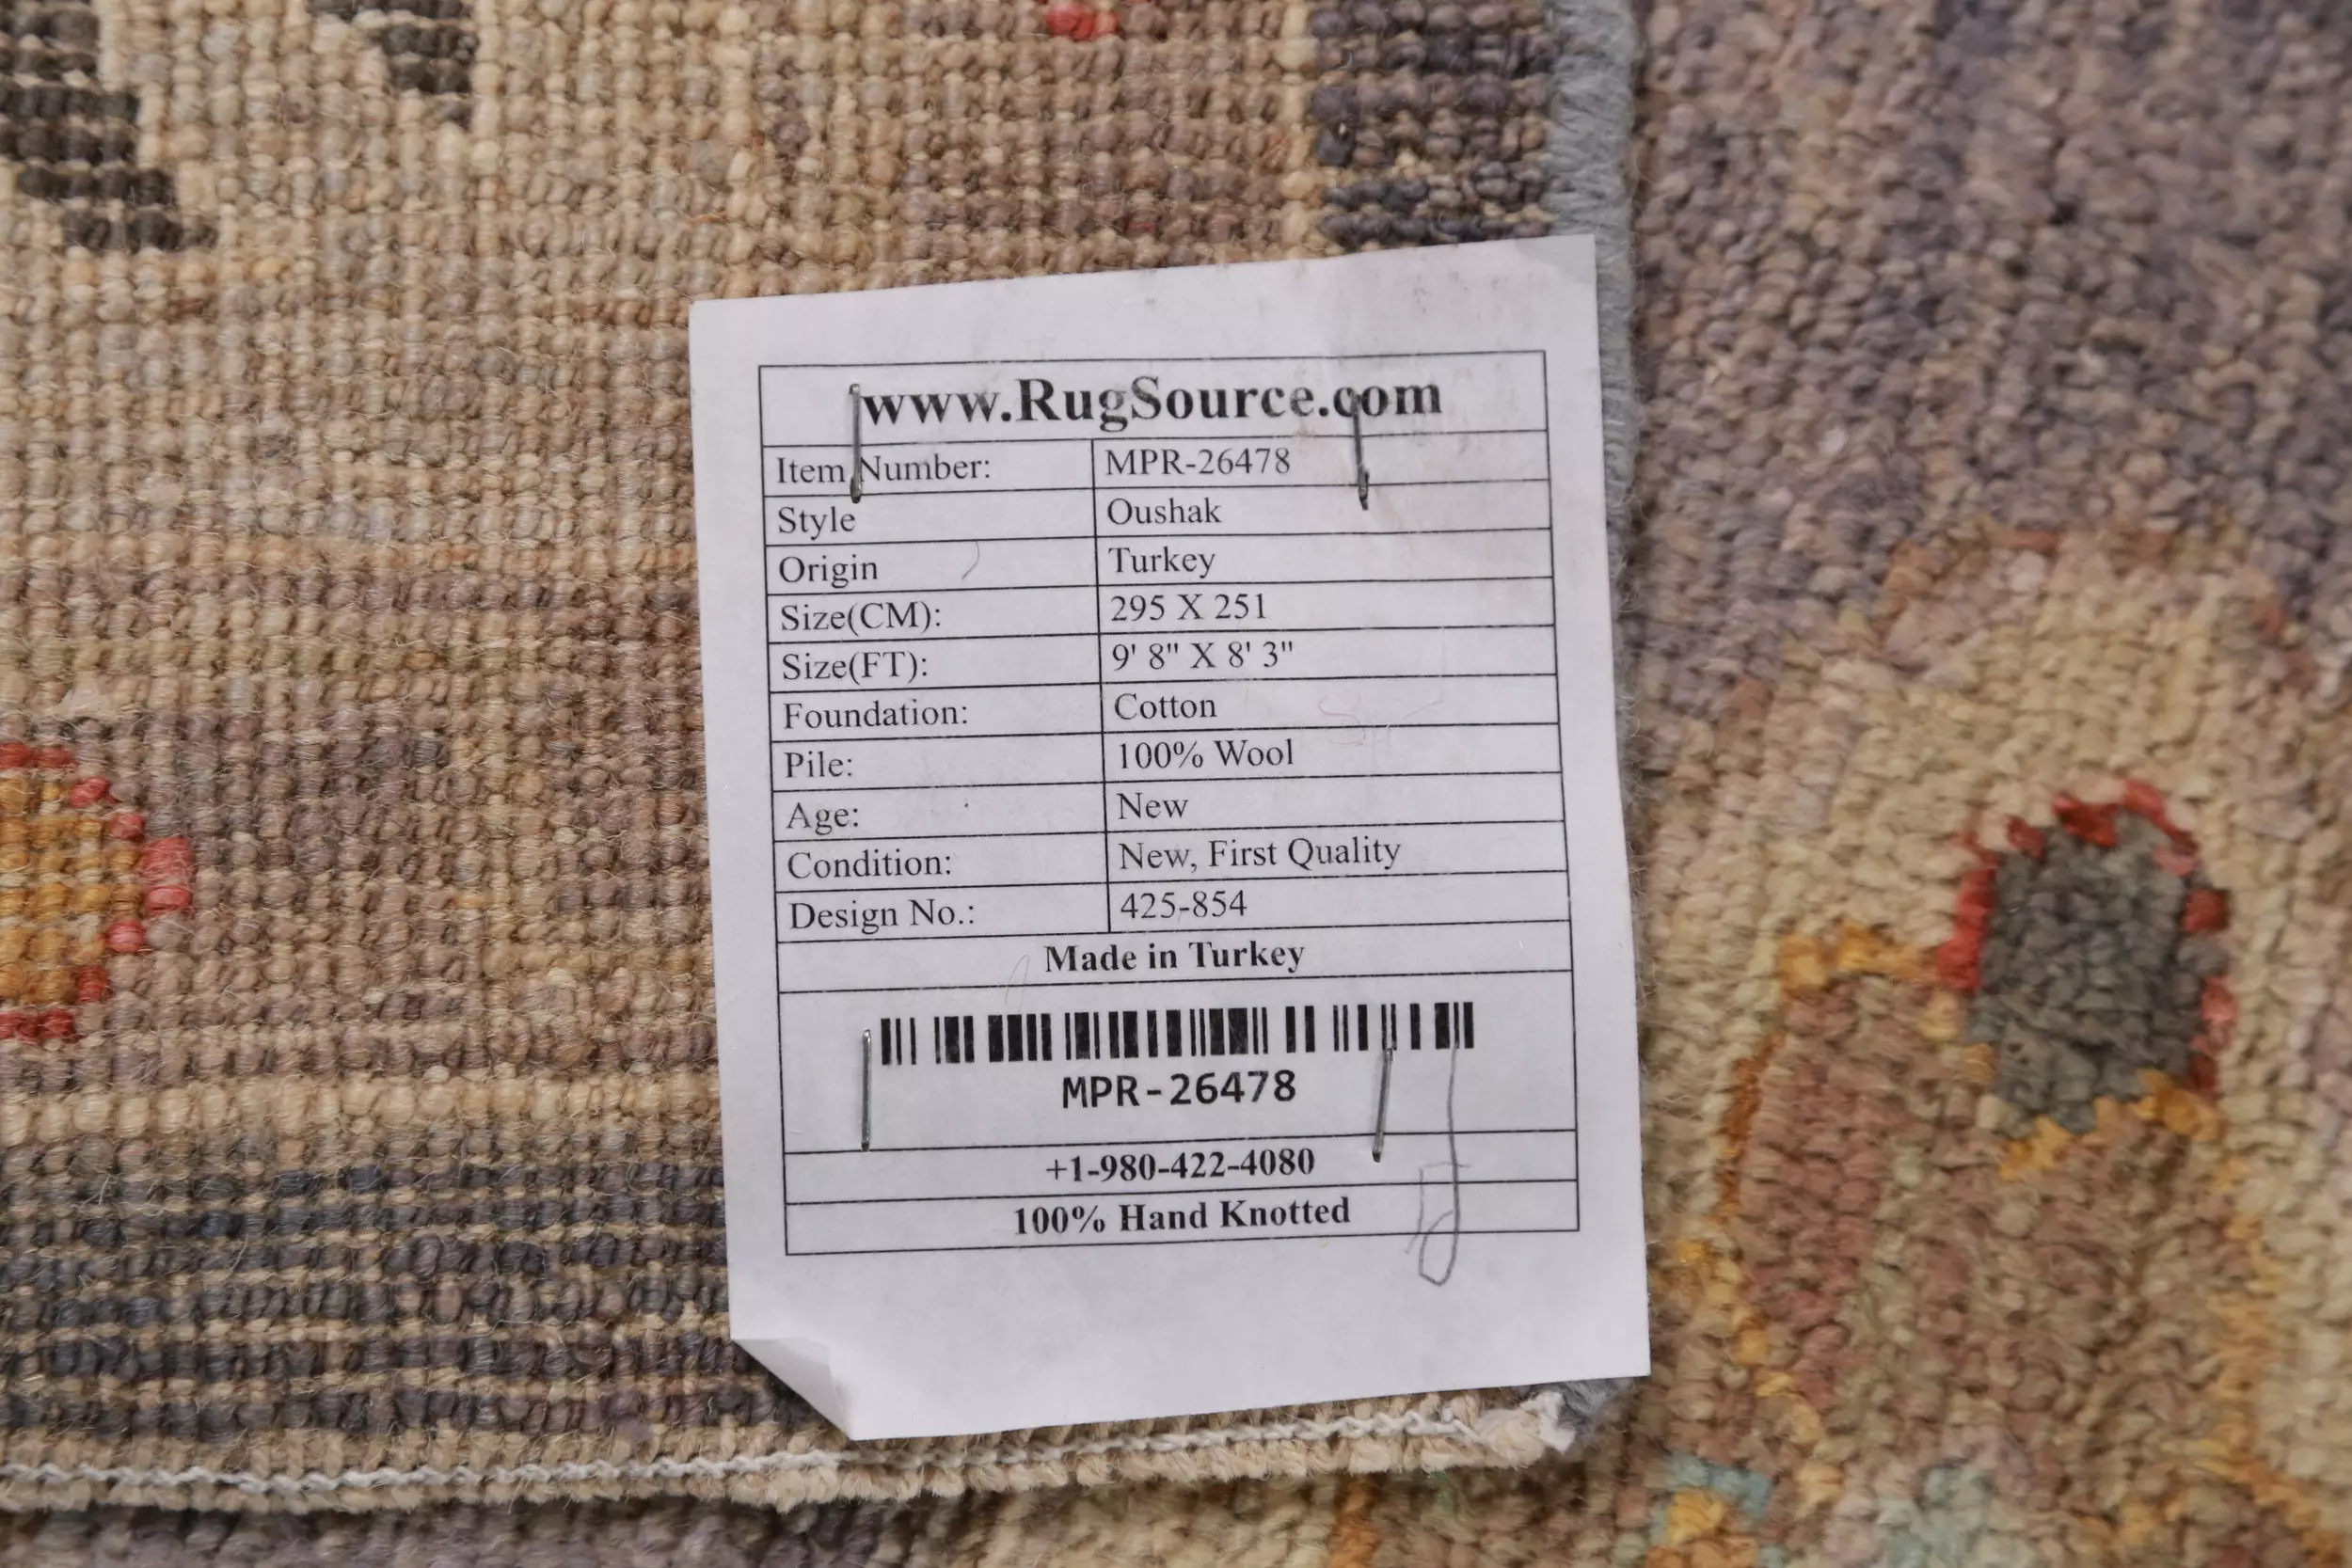 www.RugSource.com
Item Number: MPR-26478
Style Oushak
Origin Turkey
Size(CM): 295 X 251
Size(FT): 9' 8" X 8' 3"
Foundation: Cotton
Pile: 100% Wool
Age: New
Condition: New, First Quality
Design No.: 425-854
Made in Turkey
MPR-26478
+1-980-422-4080
100% Hand Knotted